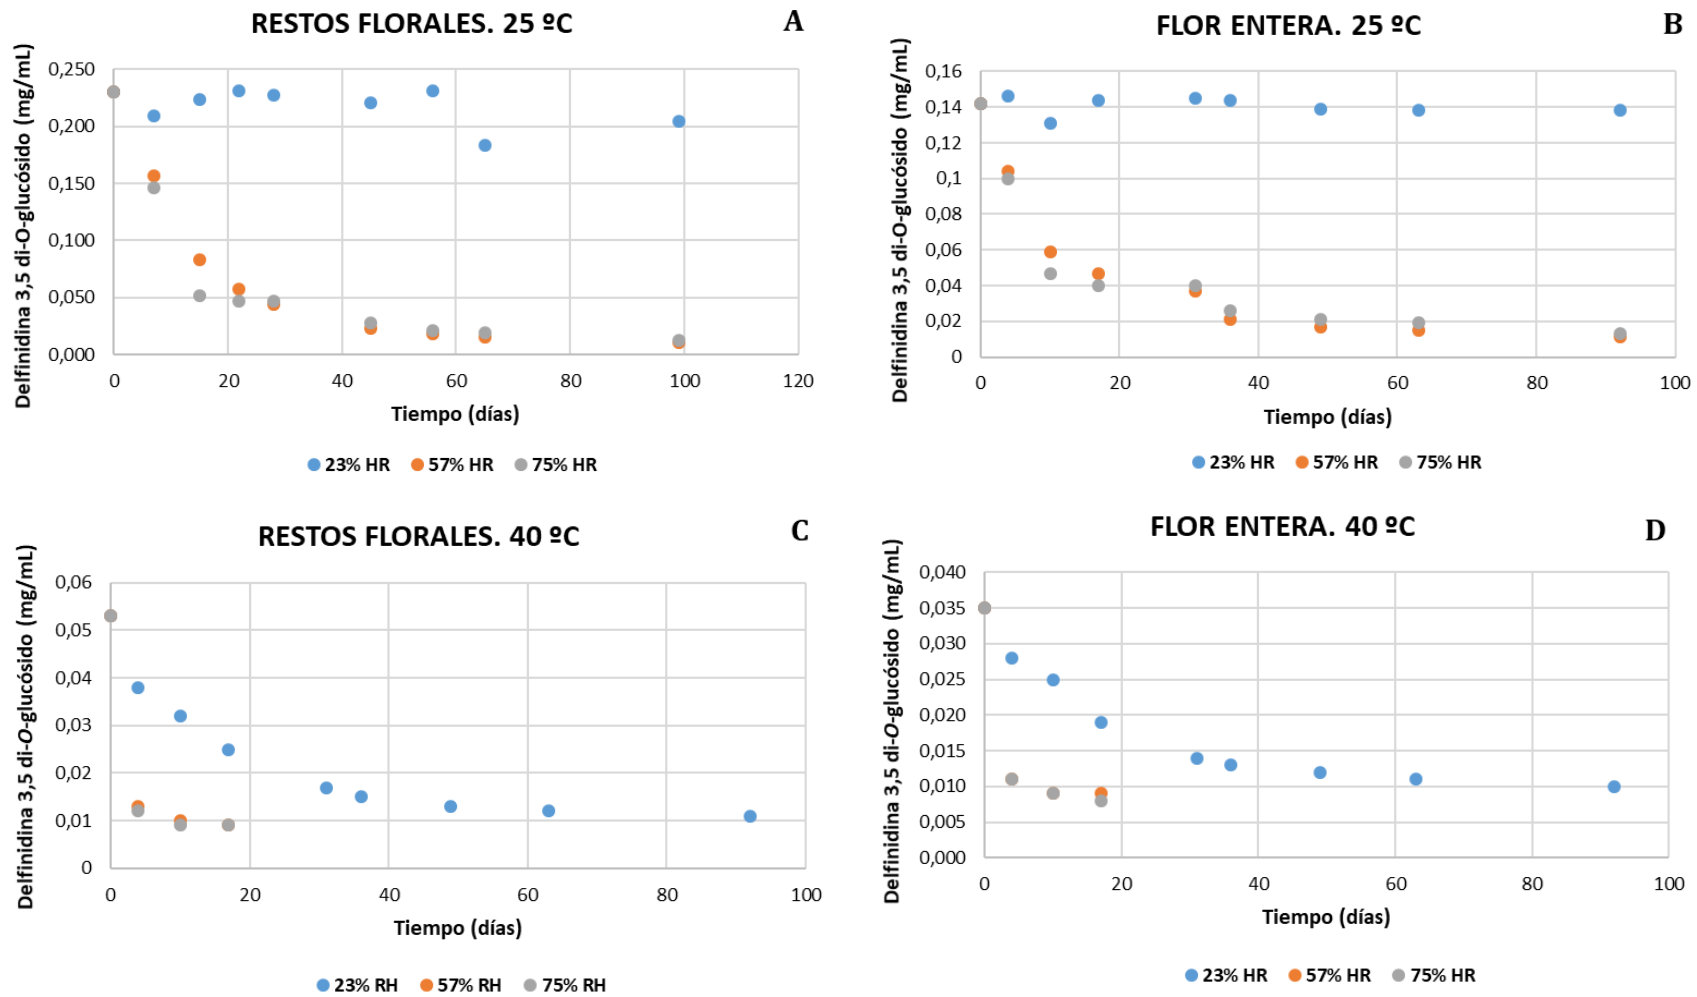 RESTOS FLORALES. 25 ºC
A
Delfinidina 3,5 di-O-glucósido (mg/mL)
0,250
0,200
0,150
0,100
0,050
0,000
0 20 40 60 80 100 120
Tiempo (días)
23% HR 57% HR 75% HR
FLOR ENTERA. 25 ºC
B
Delfinidina 3,5 di-O-glucósido (mg/mL)
0,16
0,14
0,12
0,1
0,08
0,06
0,04
0,02
0
0 20 40 60 80 100
Tiempo (días)
23% HR 57% HR 75% HR
RESTOS FLORALES. 40 ºC
C
Delfinidina 3,5 di-O-glucósido (mg/mL)
0,06
0,05
0,04
0,03
0,02
0,01
0
0 20 40 60 80 100
Tiempo (días)
23% RH 57% RH 75% RH
FLOR ENTERA. 40 ºC
D
Delfinidina 3,5 di-O-glucósido (mg/mL)
0,040
0,035
0,030
0,025
0,020
0,015
0,010
0,005
0,000
0 20 40 60 80 100
Tiempo (días)
23% HR 57% HR 75% HR